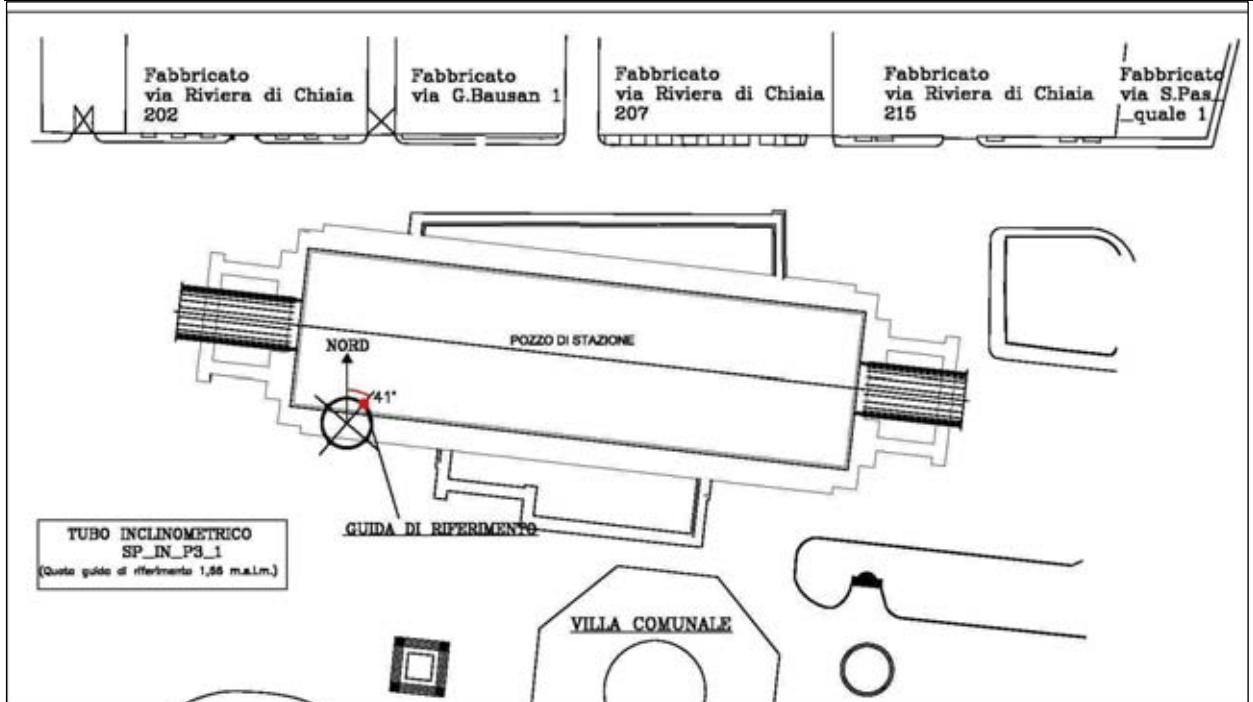 Fabbricato
via Riviera di Chiaia
202
Fabbricato
via G.Bausan 1
Fabbricato
via Riviera di Chiaia
207
Fabbricato
via Riviera di Chiaia
215
Fabbricato
via S.Pas_
_quale 1
POZZO DI STAZIONE
NORD
41°
GUIDA DI RIFERIMENTO
TUBO INCLINOMETRICO
SP_IN_P3_1
(Quota guida di riferimento 1,56 m.s.l.m.)
VILLA COMUNALE